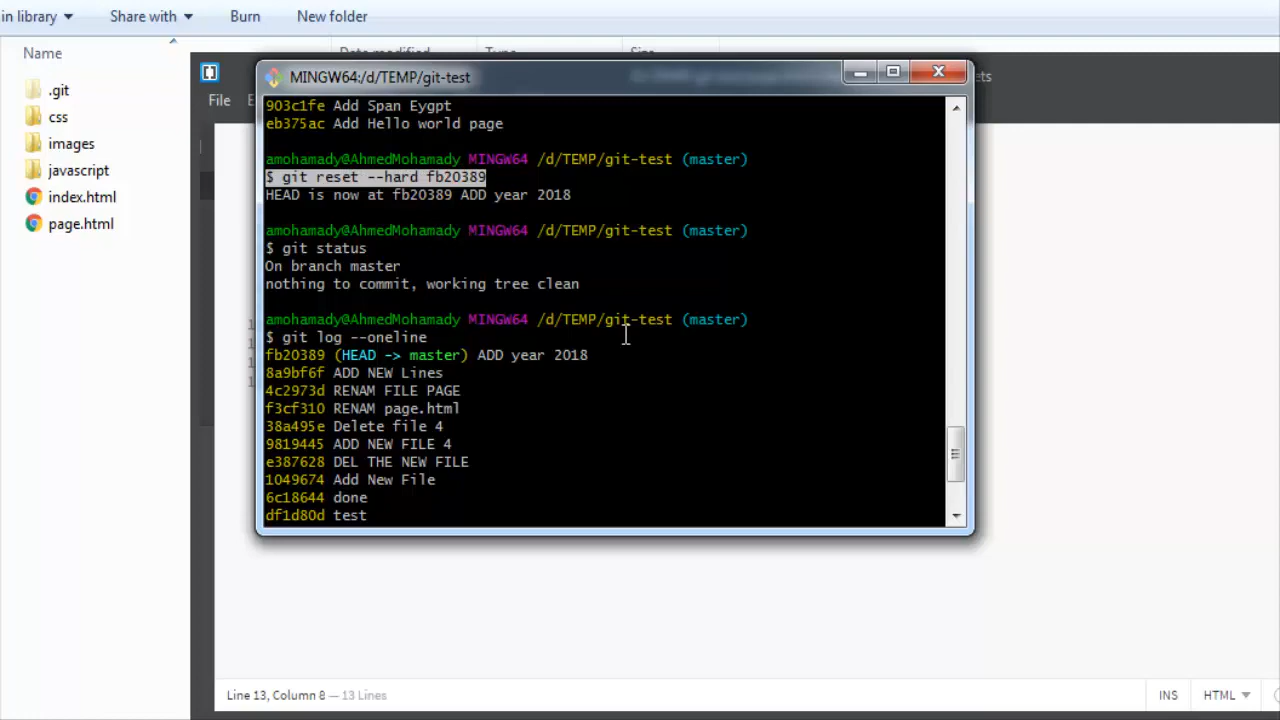 in library Share with Burn New folder
Name
.git
css
images
javascript
index.html
page.html
File
MINGW64:/d/TEMP/git-test
903c1fe Add Span Eygpt
eb375ac Add Hello world page
amohamady@AhmedMohamady MINGW64 /d/TEMP/git-test (master)
$ git reset --hard fb20389
HEAD is now at fb20389 ADD year 2018
amohamady@AhmedMohamady MINGW64 /d/TEMP/git-test (master)
$ git status
On branch master
nothing to commit, working tree clean
amohamady@AhmedMohamady MINGW64 /d/TEMP/git-test (master)
$ git log --oneline
fb20389 (HEAD -> master) ADD year 2018
8a9bf6f ADD NEW Lines
4c2973d RENAM FILE PAGE
f3cf310 RENAM page.html
38a495e Delete file 4
9819445 ADD NEW FILE 4
e387628 DEL THE NEW FILE
1049674 Add New File
6c18644 done
df1d80d test
Line 13, Column 8 — 13 Lines
INS HTML